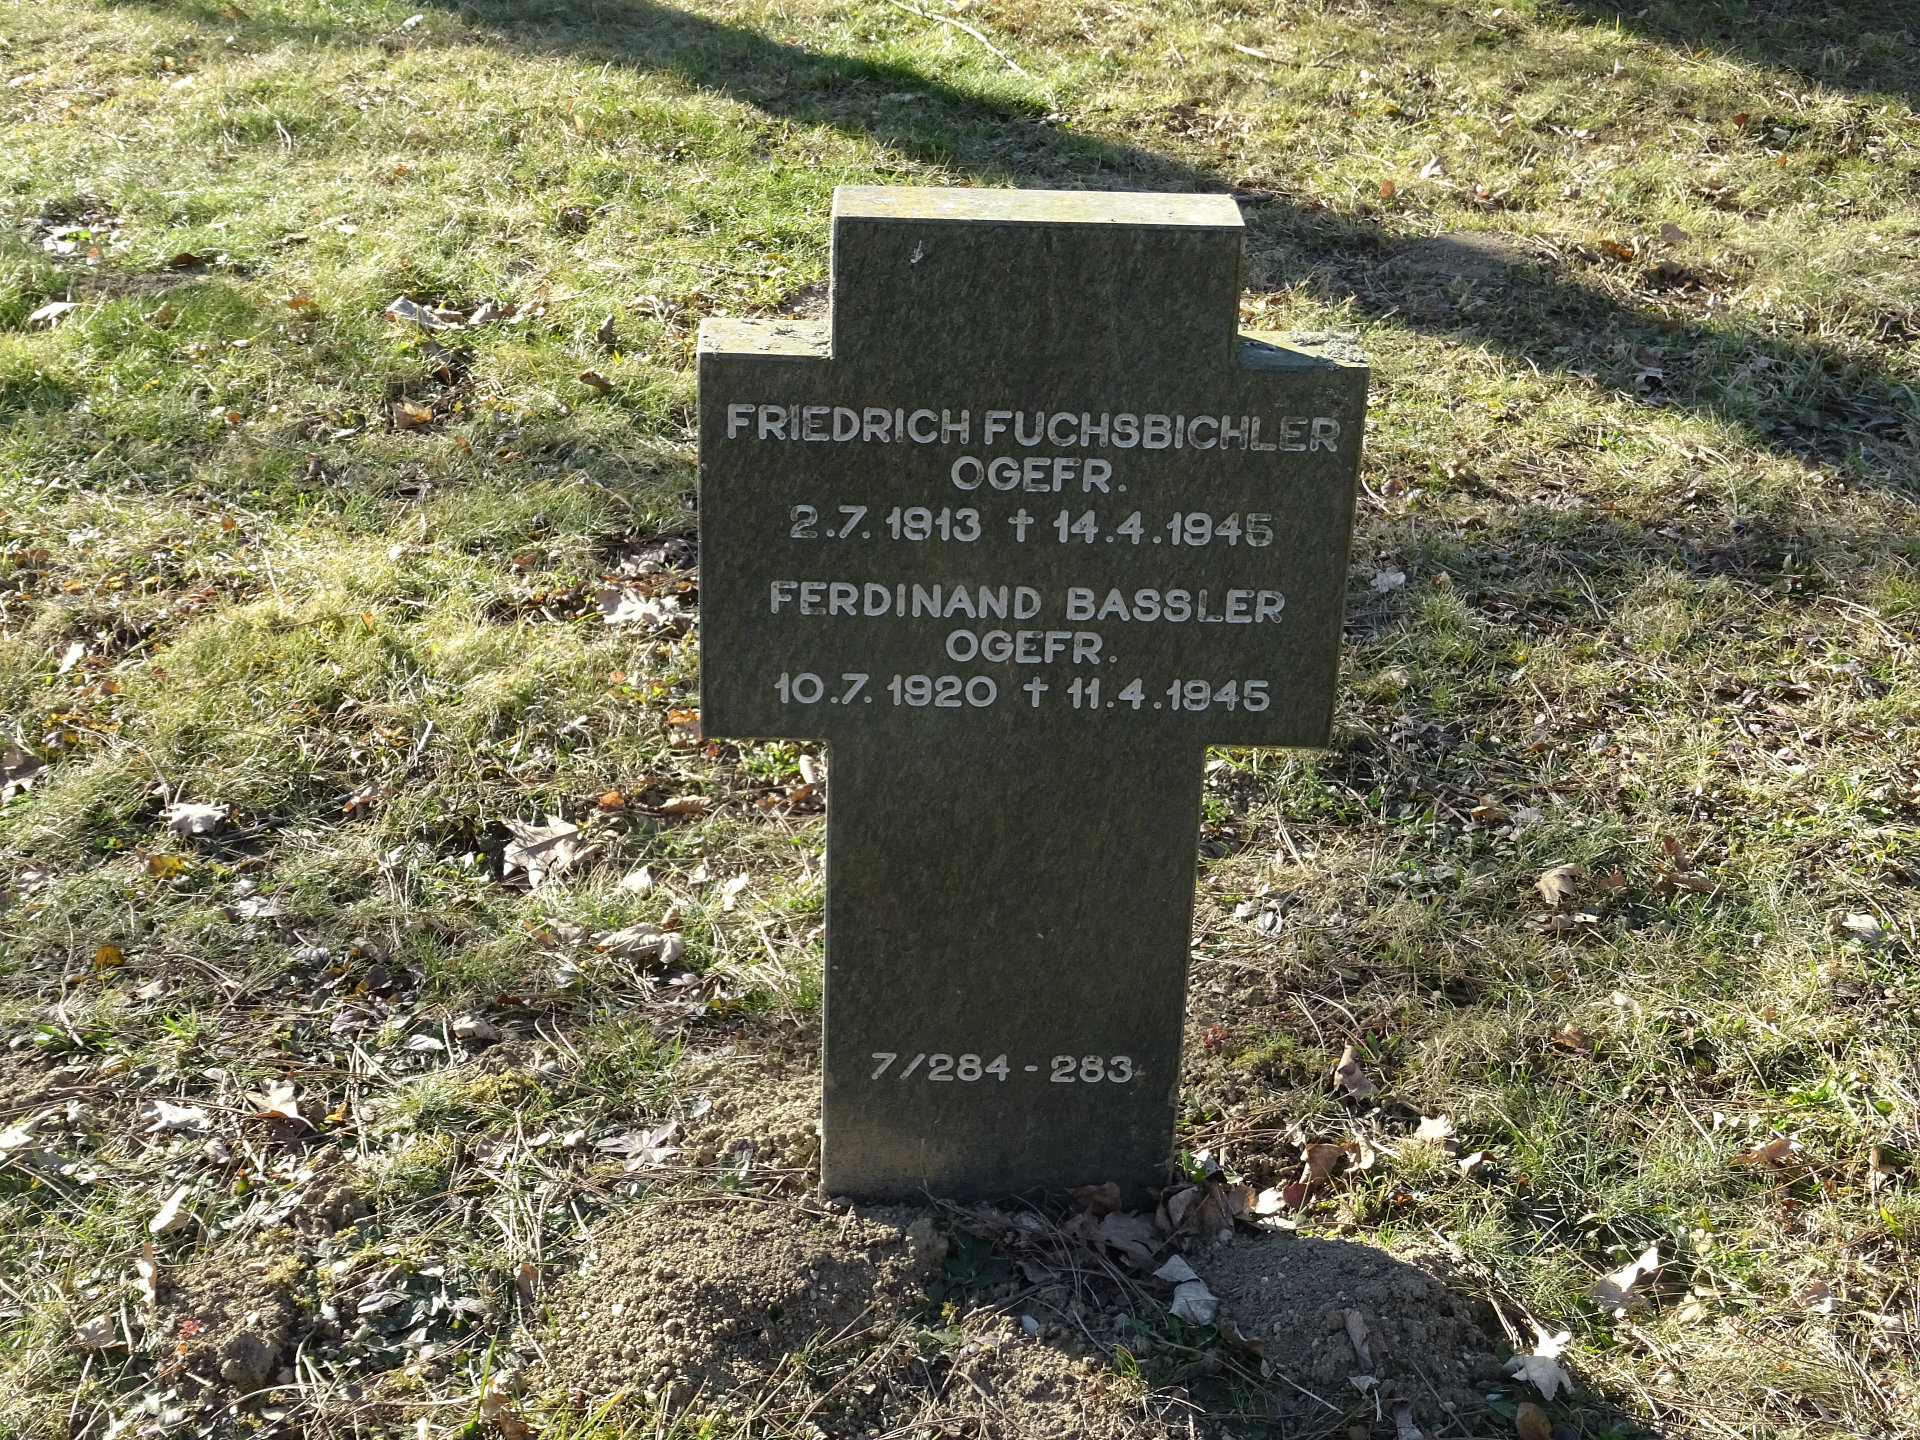 FRIEDRICH FUCHSBICHLER
OGEFR.
2.7.1913 † 14.4.1945
FERDINAND BASSLER
OGEFR.
10.7.1920 † 11.4.1945
7/284-283